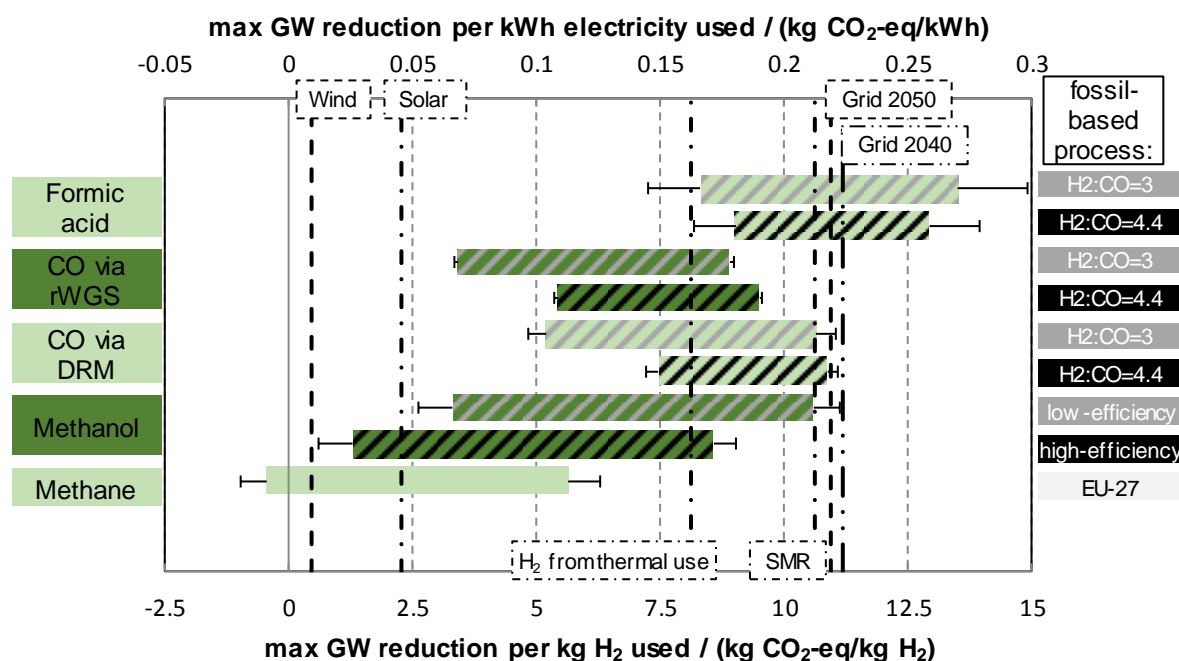 max GW reduction per kWh electricity used / (kg CO₂-eq/kWh)
-0.05 0 0.05 0.1 0.15 0.2 0.25 0.3
Wind Solar Grid 2050
Grid 2040
fossil-
based
process:
Formic
acid
H2:CO=3
H2:CO=4.4
CO via
rWGS
H2:CO=3
H2:CO=4.4
CO via
DRM
H2:CO=3
H2:CO=4.4
Methanol
low-efficiency
high-efficiency
Methane
EU-27
H₂ from thermal use SMR
-2.5 0 2.5 5 7.5 10 12.5 15
max GW reduction per kg H₂ used / (kg CO₂-eq/kg H₂)